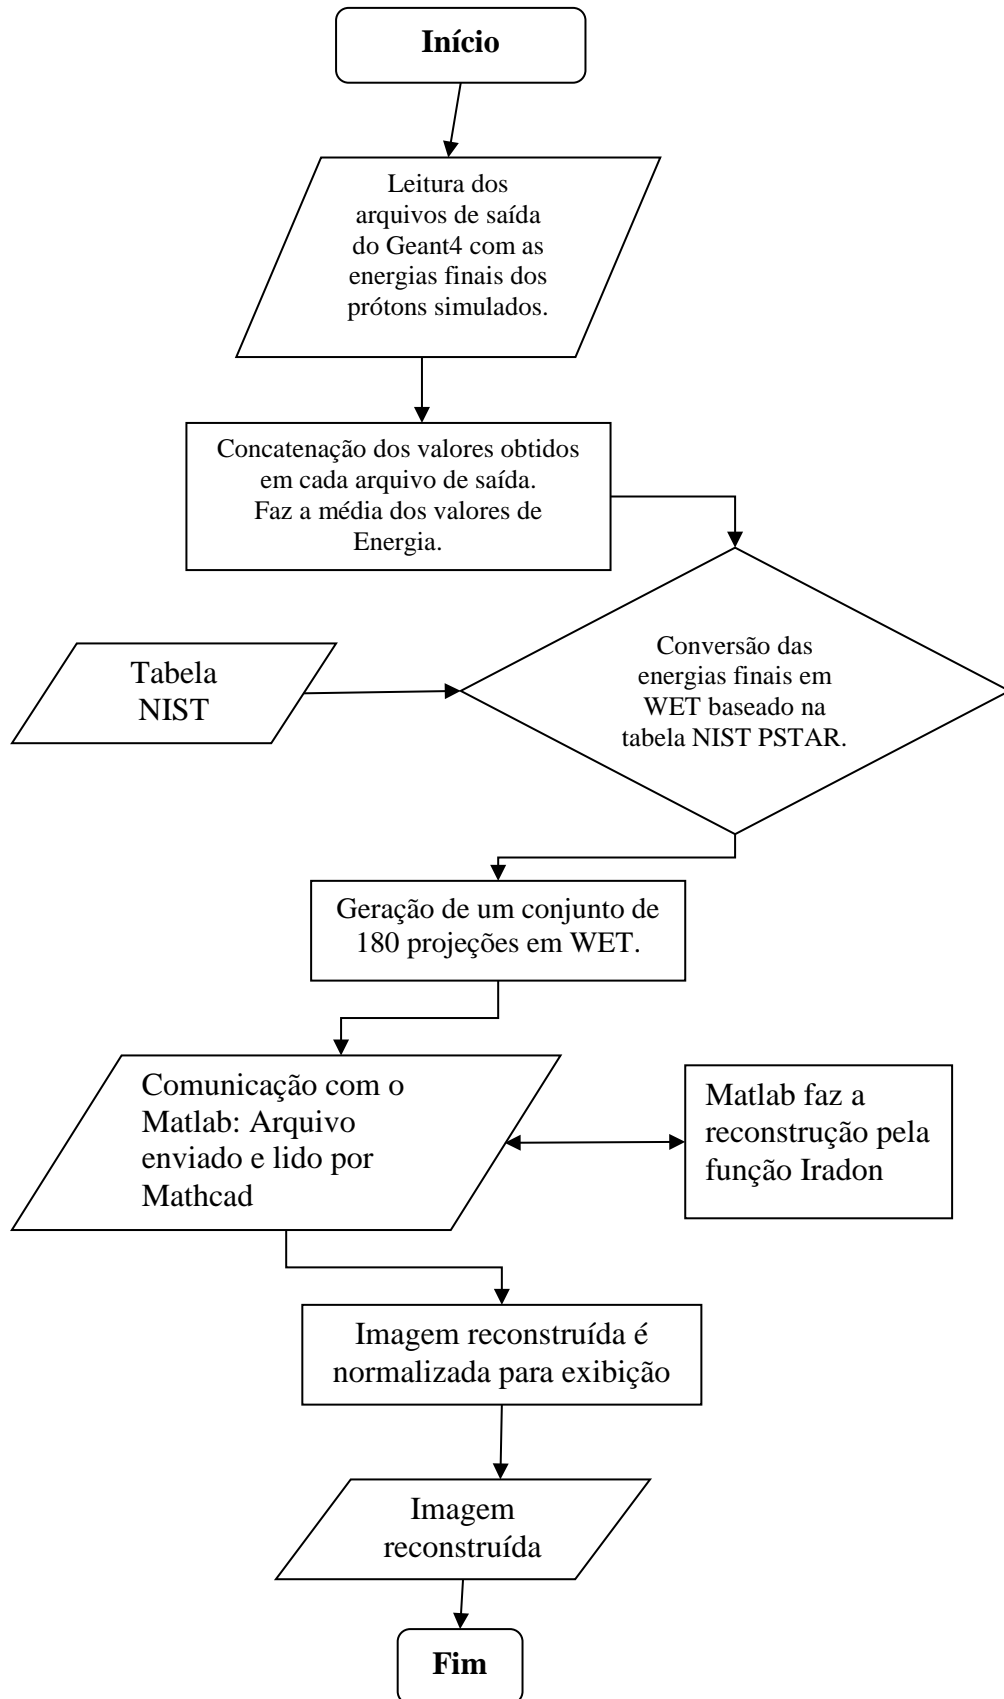 Início
Leitura dos
arquivos de saída
do Geant4 com as
energias finais dos
prótons simulados.
Concatenação dos valores obtidos
em cada arquivo de saída.
Faz a média dos valores de
Energia.
Tabela
NIST
Conversão das
energias finais em
WET baseado na
tabela NIST PSTAR.
Geração de um conjunto de
180 projeções em WET.
Comunicação com o
Matlab: Arquivo
enviado e lido por
Mathcad
Matlab faz a
reconstrução pela
função Iradon
Imagem reconstruída é
normalizada para exibição
Imagem
reconstruída
Fim